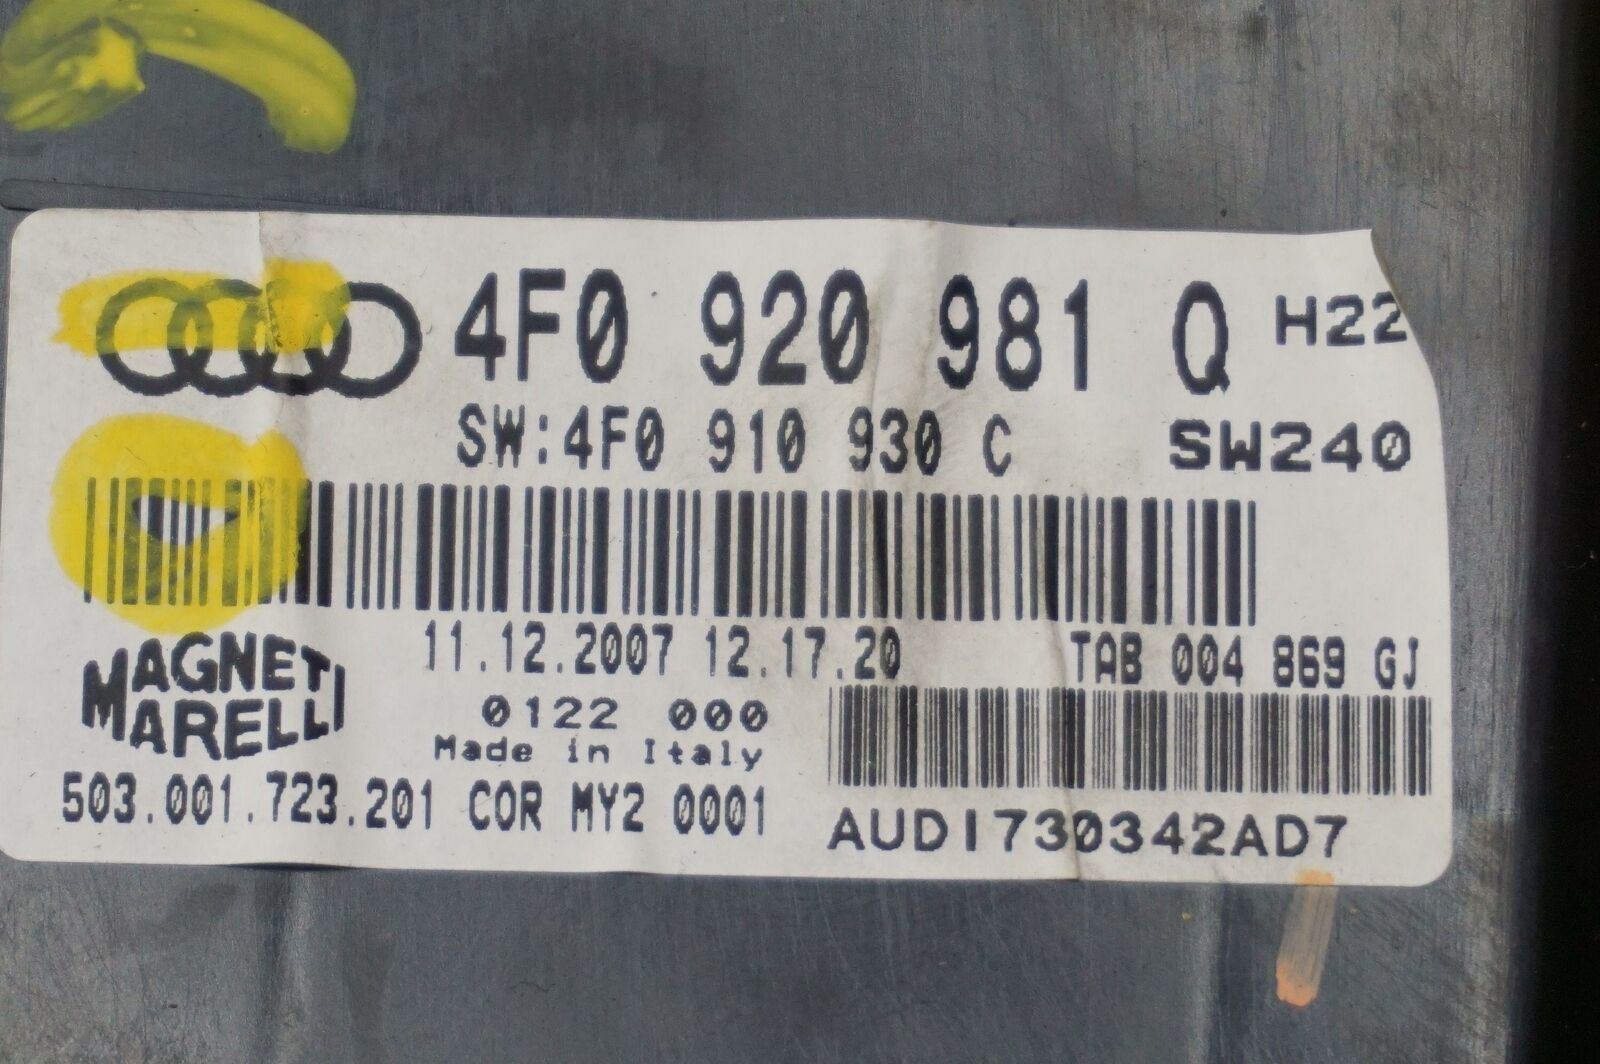 4F0 920 981 Q H22
SW:4F0 910 930 C SW240
11.12.2007 12.17.20 TAB 004 869 GJ
MAGNETI
MARELLI
0122 000
Made in Italy
503.001.723.201 COR MY2 0001
AUDI730342AD7